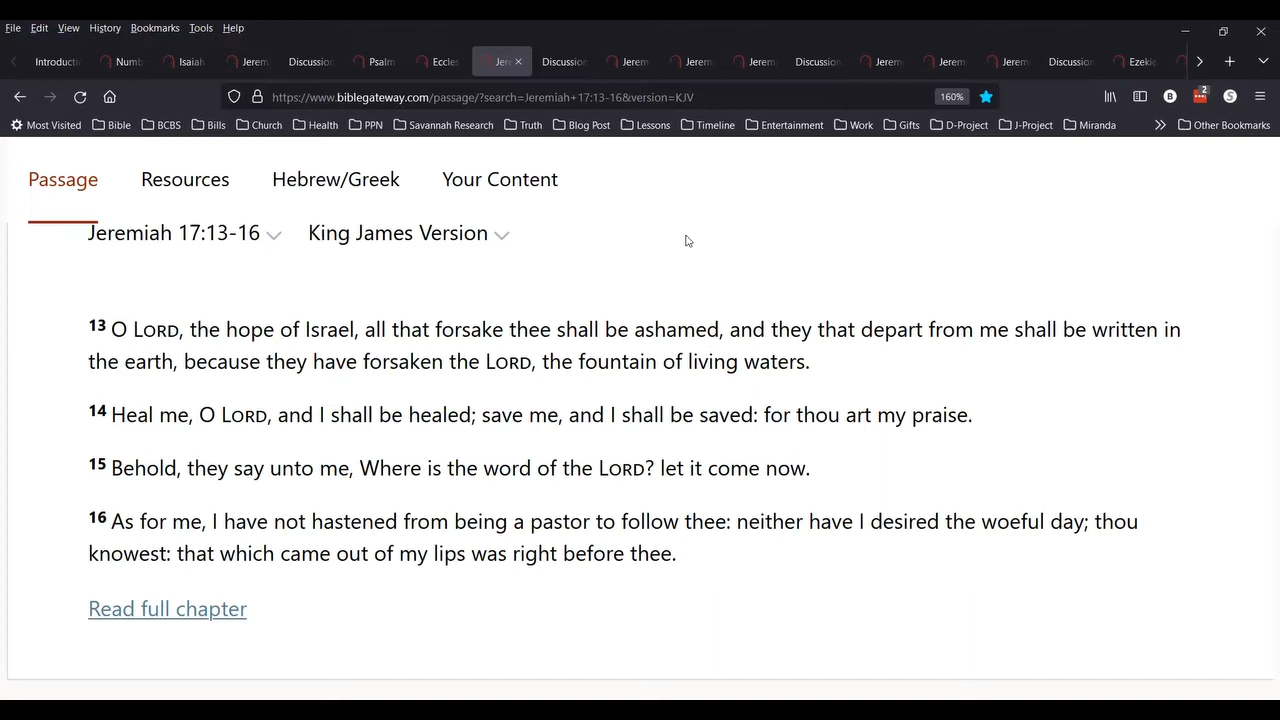 File Edit View History Bookmarks Tools Help
Introducti Numb Isaiah Jerem Discussion Psalm Eccles Jere Discussion Jerem Jerem Jerem Discussion Jerem Jerem Jerem Discussion Ezekie
https://www.biblegateway.com/passage/?search=Jeremiah+17:13-16&version=KJV 160% B 2 S
Most Visited Bible BCBS Bills Church Health PPN Savannah Research Truth Blog Post Lessons Timeline Entertainment Work Gifts D-Project J-Project Miranda Other Bookmarks
Passage Resources Hebrew/Greek Your Content
Jeremiah 17:13-16 King James Version
13 O LORD, the hope of Israel, all that forsake thee shall be ashamed, and they that depart from me shall be written in
the earth, because they have forsaken the LORD, the fountain of living waters.
14 Heal me, O LORD, and I shall be healed; save me, and I shall be saved: for thou art my praise.
15 Behold, they say unto me, Where is the word of the LORD? let it come now.
16 As for me, I have not hastened from being a pastor to follow thee: neither have I desired the woeful day; thou
knowest: that which came out of my lips was right before thee.
Read full chapter